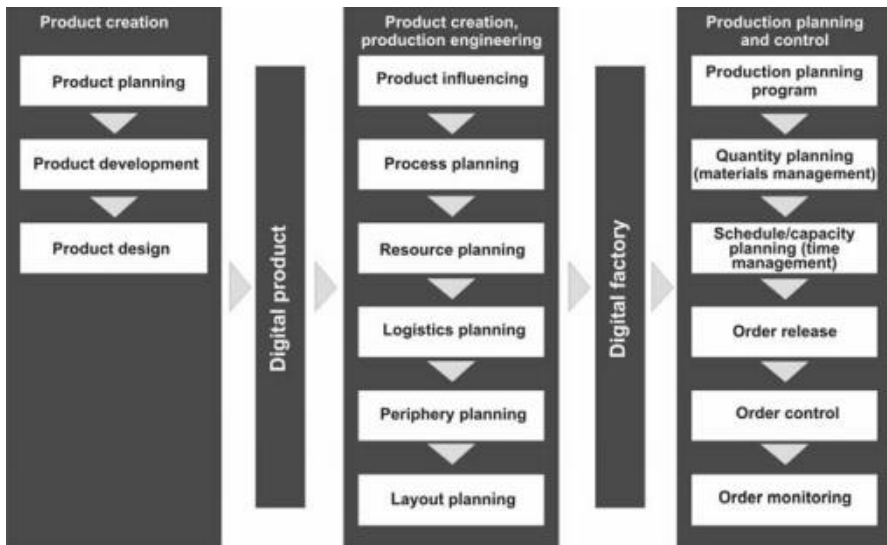 Product creation
Product planning
Product development
Product design
Digital product
Product creation,
production engineering
Product influencing
Process planning
Resource planning
Logistics planning
Periphery planning
Layout planning
Digital factory
Production planning
and control
Production planning
program
Quantity planning
(materials management)
Schedule/capacity
planning (time
management)
Order release
Order control
Order monitoring